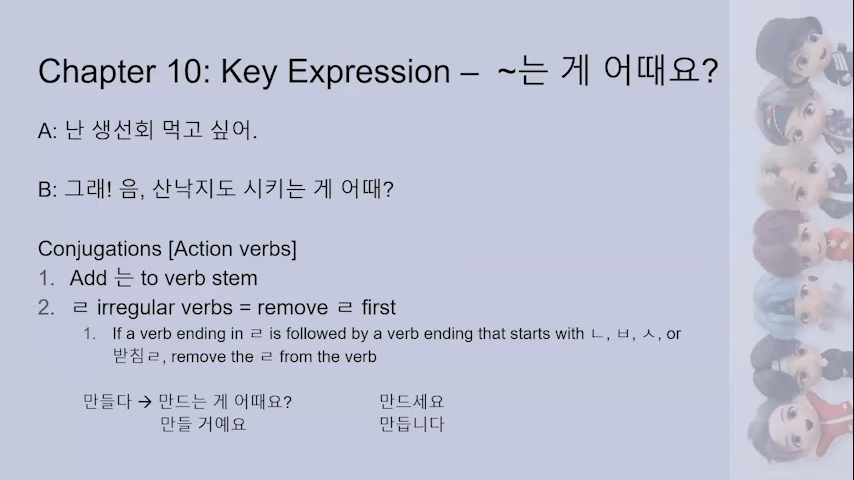 Chapter 10: Key Expression – ~는 게 어때요?
A: 난 생선회 먹고 싶어.
B: 그래! 음, 산낙지도 시키는 게 어때?
Conjugations [Action verbs]
1. Add 는 to verb stem
2. ㄹ irregular verbs = remove ㄹ first
1. If a verb ending in ㄹ is followed by a verb ending that starts with ㄴ, ㅂ, ㅅ, or
받침ㄹ, remove the ㄹ from the verb
만들다 → 만드는 게 어때요? 만드세요
만들 거예요 만듭니다